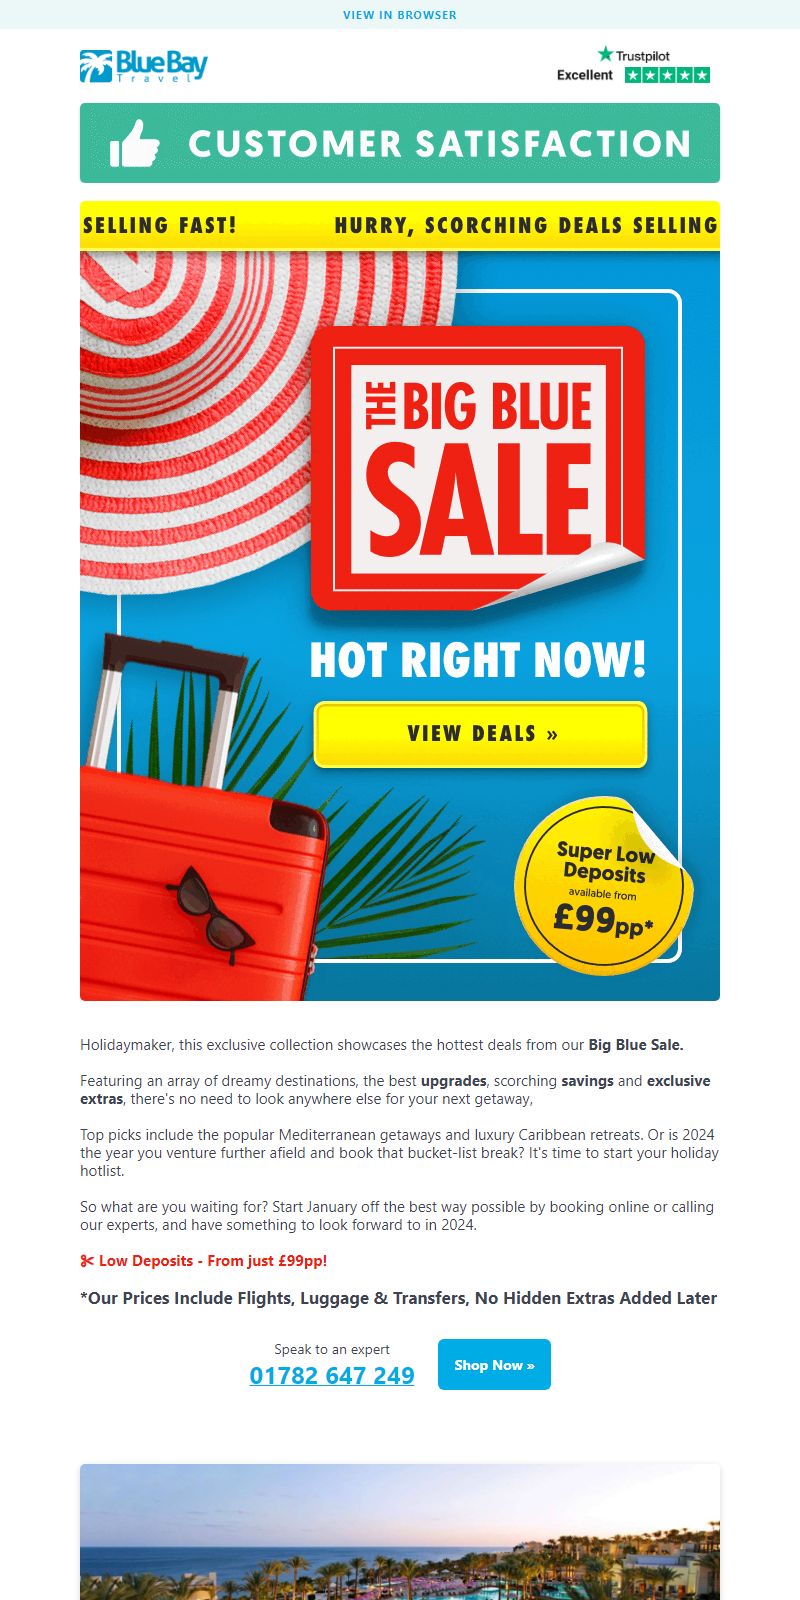 VIEW IN BROWSER
Blue Bay
Travel
Trustpilot
Excellent
CUSTOMER SATISFACTION
SELLING FAST! HURRY, SCORCHING DEALS SELLING
THE BIG BLUE
SALE
HOT RIGHT NOW!
VIEW DEALS »
Super Low
Deposits
available from
£99pp*
Holidaymaker, this exclusive collection showcases the hottest deals from our Big Blue Sale.
Featuring an array of dreamy destinations, the best upgrades, scorching savings and exclusive
extras, there's no need to look anywhere else for your next getaway,
Top picks include the popular Mediterranean getaways and luxury Caribbean retreats. Or is 2024
the year you venture further afield and book that bucket-list break? It's time to start your holiday
hotlist.
So what are you waiting for? Start January off the best way possible by booking online or calling
our experts, and have something to look forward to in 2024.
✂ Low Deposits - From just £99pp!
*Our Prices Include Flights, Luggage & Transfers, No Hidden Extras Added Later
Speak to an expert
01782 647 249
Shop Now »